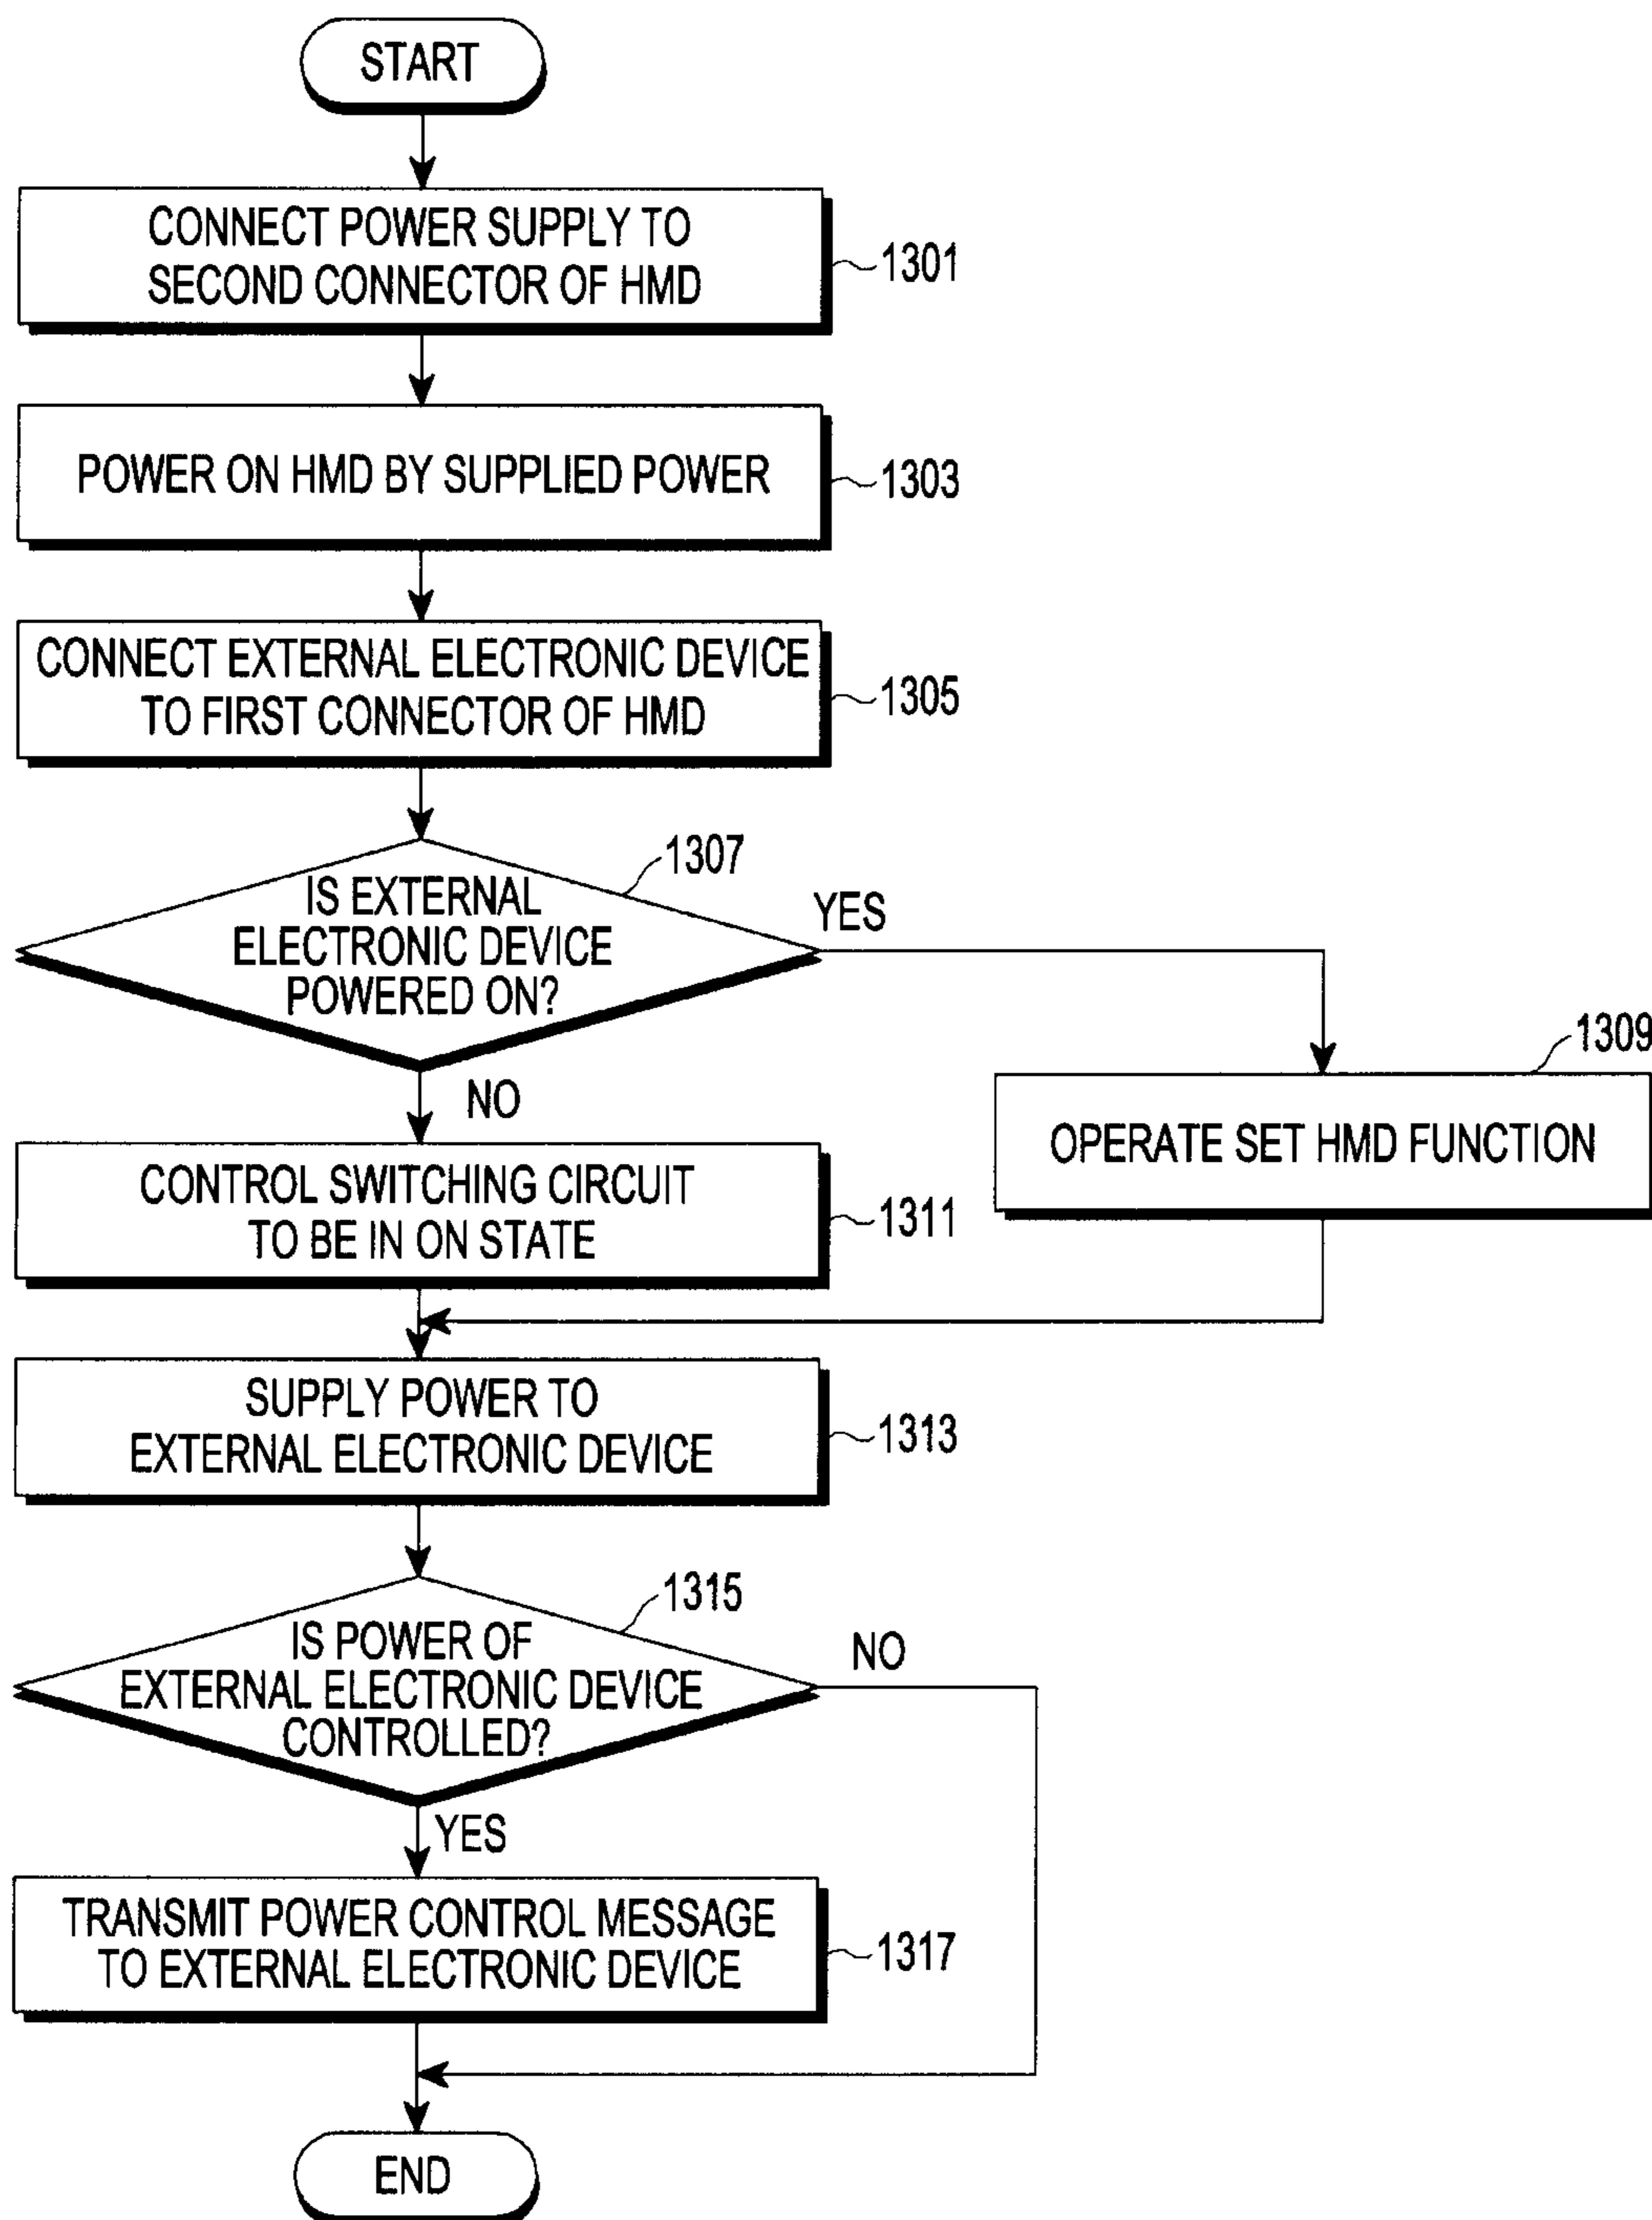 START
CONNECT POWER SUPPLY TO
SECOND CONNECTOR OF HMD
1301
POWER ON HMD BY SUPPLIED POWER
1303
CONNECT EXTERNAL ELECTRONIC DEVICE
TO FIRST CONNECTOR OF HMD
1305
1307
IS EXTERNAL
ELECTRONIC DEVICE
POWERED ON?
YES
NO
1309
OPERATE SET HMD FUNCTION
CONTROL SWITCHING CIRCUIT
TO BE IN ON STATE
1311
SUPPLY POWER TO
EXTERNAL ELECTRONIC DEVICE
1313
1315
IS POWER OF
EXTERNAL ELECTRONIC DEVICE
CONTROLLED?
NO
YES
TRANSMIT POWER CONTROL MESSAGE
TO EXTERNAL ELECTRONIC DEVICE
1317
END